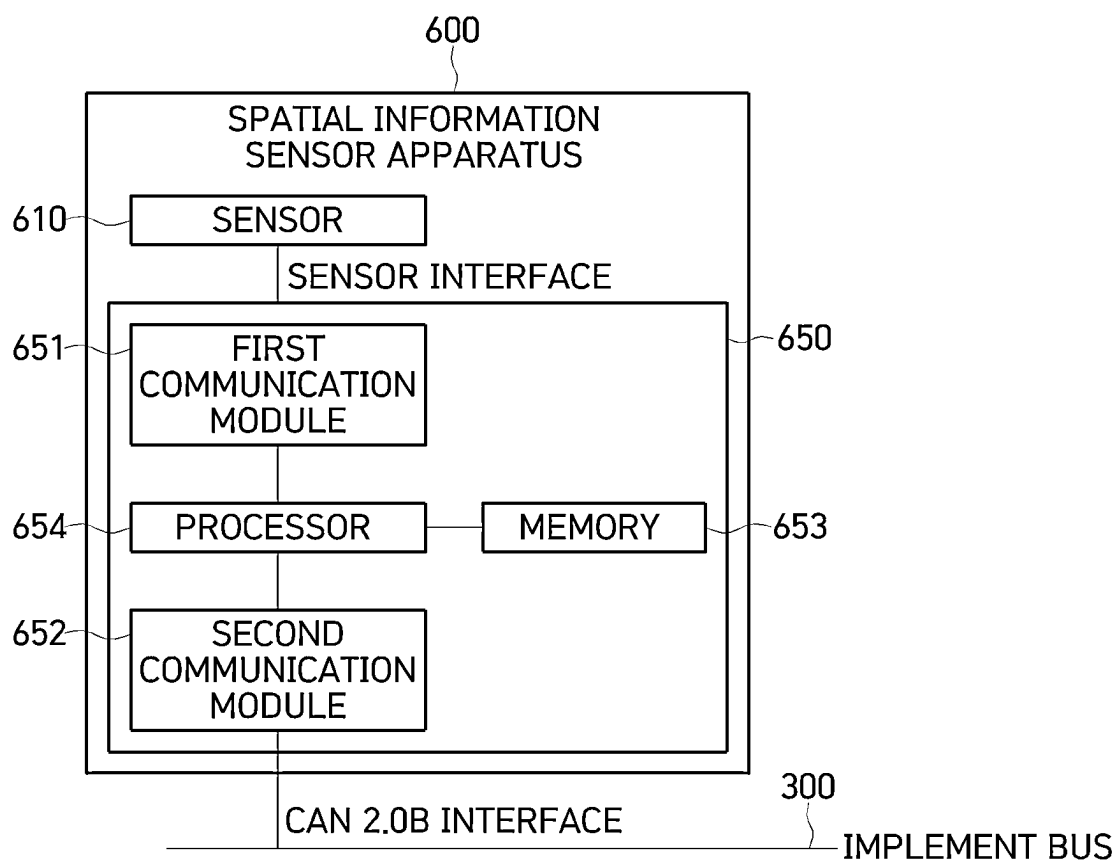 600
SPATIAL INFORMATION
SENSOR APPARATUS
610
SENSOR
SENSOR INTERFACE
651
FIRST
COMMUNICATION
MODULE
650
654
PROCESSOR
MEMORY
653
652
SECOND
COMMUNICATION
MODULE
CAN 2.0B INTERFACE
300
IMPLEMENT BUS